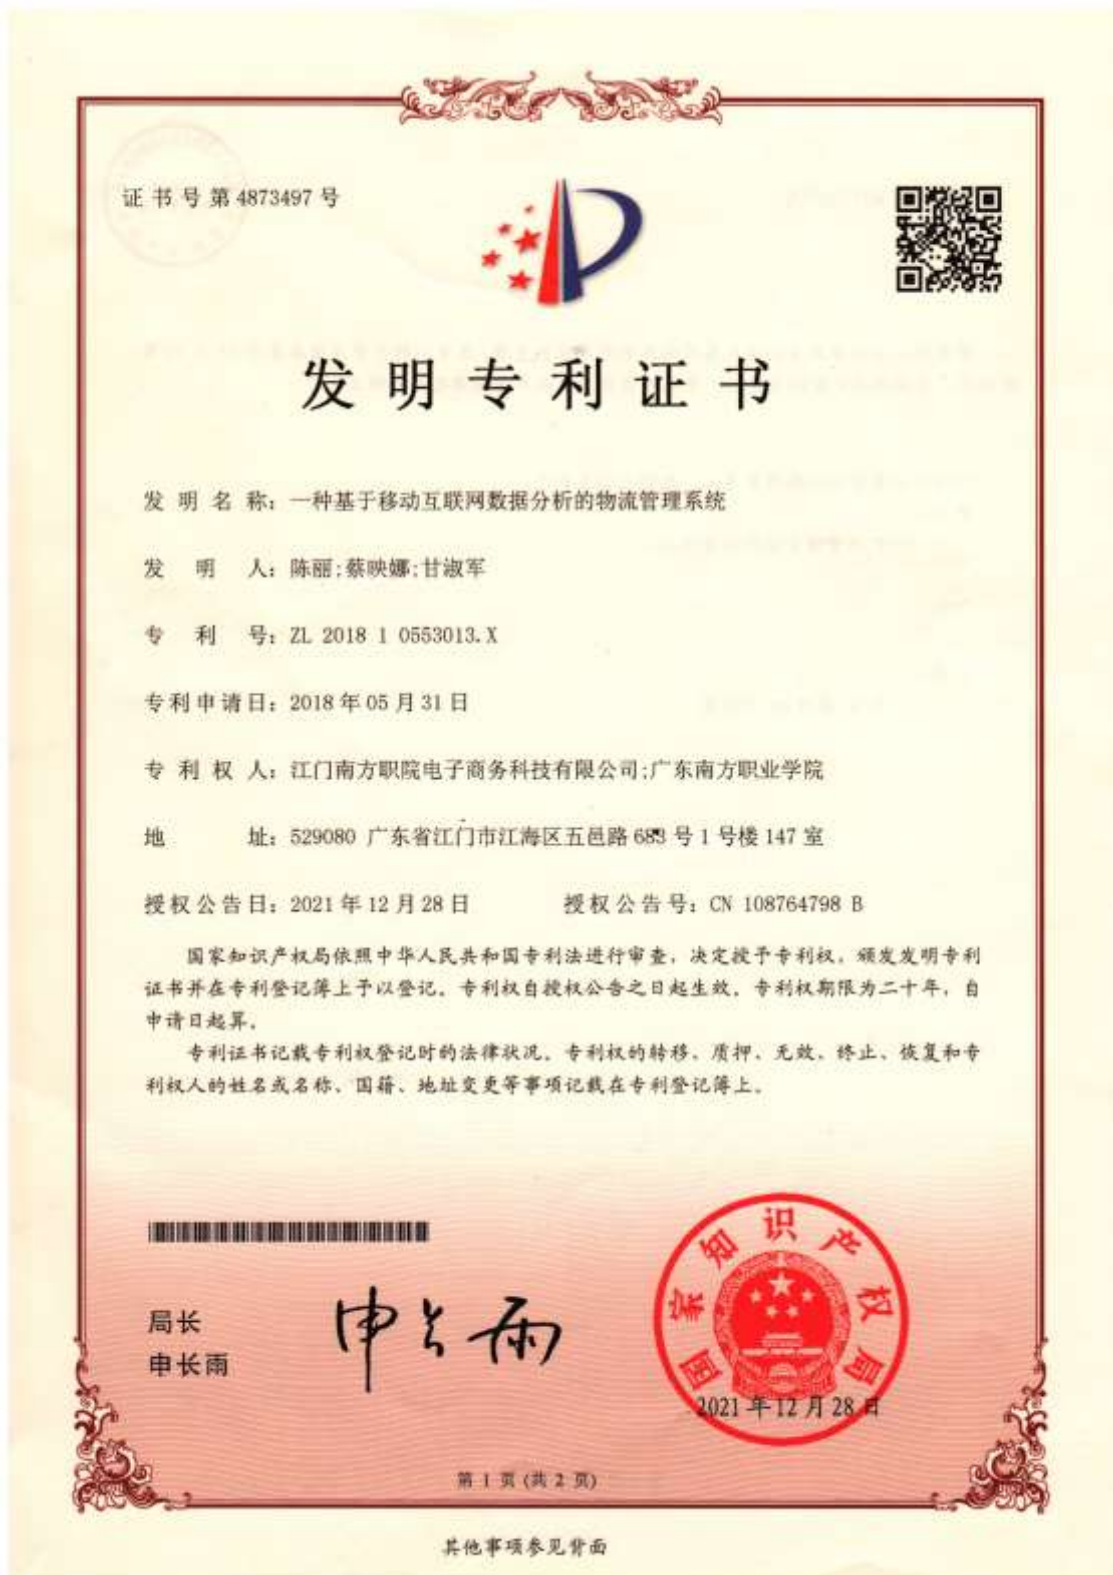 证书号第4873497号
发明专利证书
发明名称：一种基于移动互联网数据分析的物流管理系统
发明人：陈丽;蔡映娜;甘淑军
专利号：ZL 2018 1 0553013.X
专利申请日：2018年05月31日
专利权人：江门南方职院电子商务科技有限公司;广东南方职业学院
地址：529080 广东省江门市江海区五邑路683号1号楼147室
授权公告日：2021年12月28日 授权公告号：CN 108764798 B
国家知识产权局依照中华人民共和国专利法进行审查，决定授予专利权，颁发发明专利
证书并在专利登记簿上予以登记。专利权自授权公告之日起生效。专利权期限为二十年，自
申请日起算。
专利证书记载专利权登记时的法律状况。专利权的转移、质押、无效、终止、恢复和专
利权人的姓名或名称、国籍、地址变更等事项记载在专利登记簿上。
局长
申长雨
申长雨
国家知识产权局
2021年12月28日
第1页(共2页)
其他事项参见背面